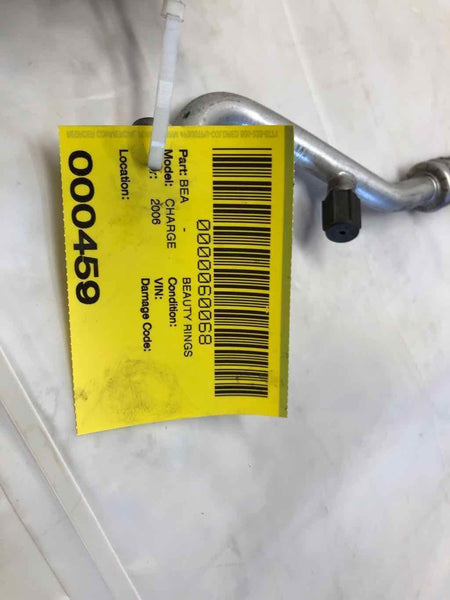 0000060068
Part: BEA - BEAUTY RINGS
Model: CHARGE Condition:
2006 VIN:
Location: Damage Code:
000459